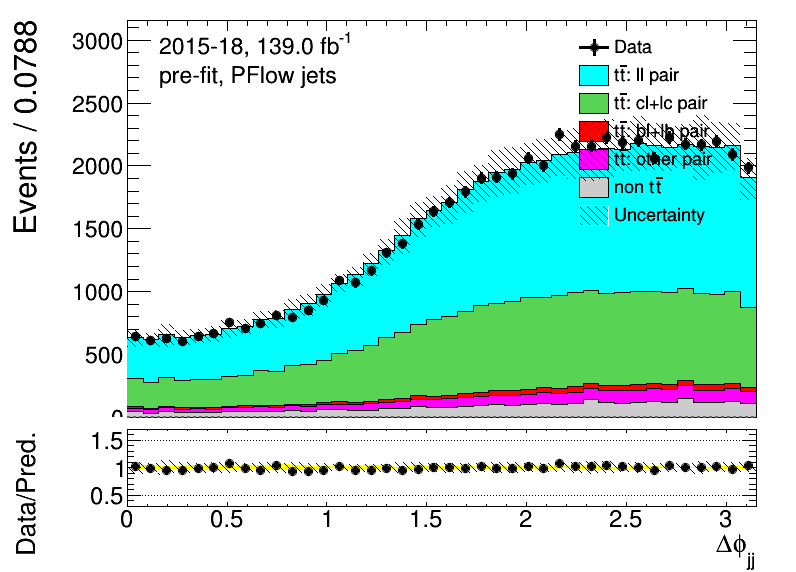 Events / 0.0788
3000
2500
2000
1500
1000
500
0
2015-18, 139.0 fb⁻¹
pre-fit, PFlow jets
Data
tt̄: ll pair
tt̄: cl+lc pair
tt̄: bl+lb pair
tt̄: other pair
non tt̄
Uncertainty
Data/Pred.
1.5
1
0.5
0 0.5 1 1.5 2 2.5 3
Δϕjj